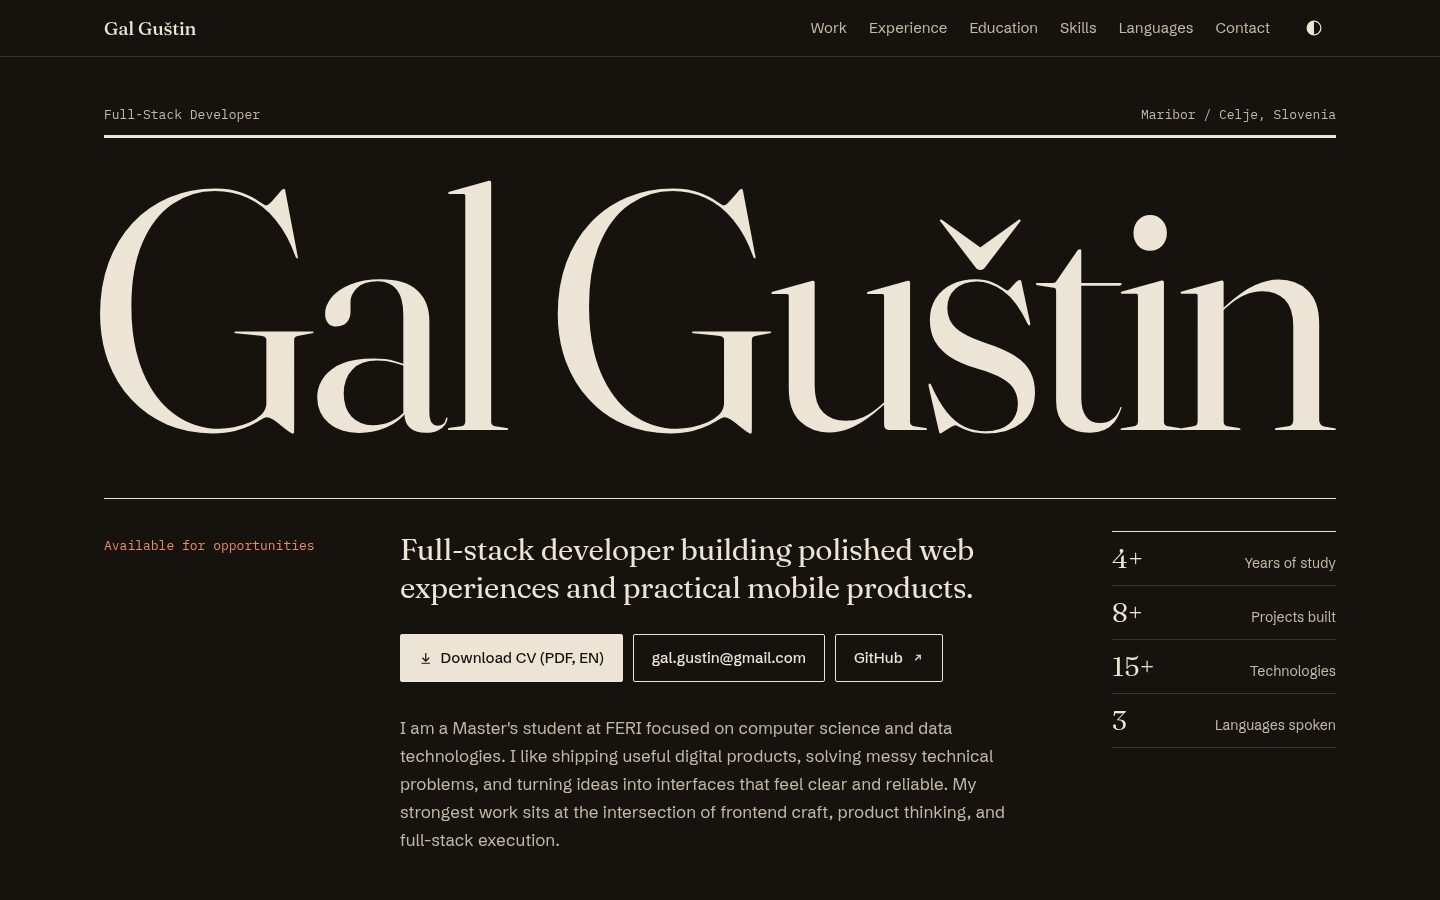 Gal Guštin
Work Experience Education Skills Languages Contact
Full-Stack Developer
Maribor / Celje, Slovenia
Gal Guštin
Available for opportunities
Full-stack developer building polished web
experiences and practical mobile products.
Download CV (PDF, EN)
gal.gustin@gmail.com
GitHub ↗
I am a Master's student at FERI focused on computer science and data
technologies. I like shipping useful digital products, solving messy technical
problems, and turning ideas into interfaces that feel clear and reliable. My
strongest work sits at the intersection of frontend craft, product thinking, and
full-stack execution.
4+ Years of study
8+ Projects built
15+ Technologies
3 Languages spoken